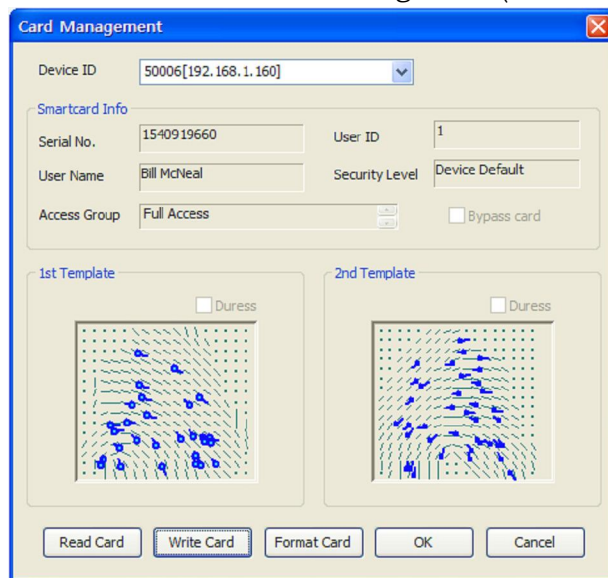 Card Management
Device ID 50006[192.168.1.160]
Smartcard Info
Serial No. 1540919660 User ID 1
User Name Bill McNeal Security Level Device Default
Access Group Full Access Bypass card
1st Template 2nd Template
Duress Duress
Read Card Write Card Format Card OK Cancel